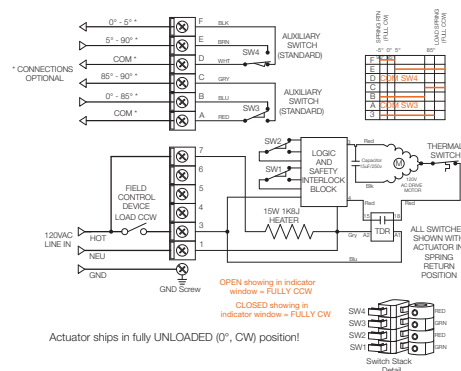 0° - 5° *
5° - 90° *
COM *
85° - 90° *
0° - 85° *
COM *
* CONNECTIONS
OPTIONAL
F
E
D
C
B
A
BLK
BRN
WHT
GRY
BLU
RED
SW4
SW3
AUXILIARY
SWITCH
(STANDARD)
AUXILIARY
SWITCH
(STANDARD)
SPRING RTN
(FULL CW)
LOAD SPRING
(FULL CCW)
-5° 0° 5° 85°
F
E
D COM SW4
C
B
A COM SW3
3
7
6
5
4
3
1
FIELD
CONTROL
DEVICE
LOAD CCW
120VAC
LINE IN
HOT
NEU
GND
GND Screw
SW2
SW1
15W 1K8J
HEATER
LOGIC
AND
SAFETY
INTERLOCK
BLOCK
3
4
Red
Capacitor
Blk
M
120V
AC DRIVE
MOTOR
THERMAL
SWITCH
Red
Red
15
18
TDR
Gry
A2
A1
Blu
ALL SWITCHES
SHOWN WITH
ACTUATOR IN
SPRING
RETURN
POSITION
OPEN showing in indicator
window = FULLY CCW
CLOSED showing in
indicator window = FULLY CW
Actuator ships in fully UNLOADED (0°, CW) position!
SW4
SW3
SW2
SW1
RED
GRN
RED
GRN
Switch Stack
Detail